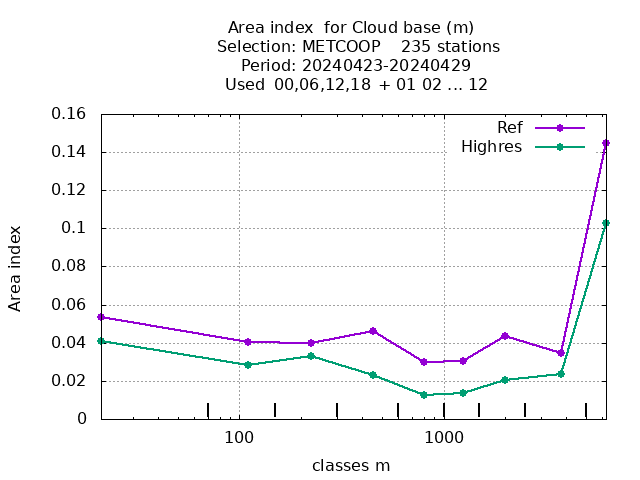 Area index  for Cloud base (m)
Selection: METCOOP    235 stations
Period: 20240423-20240429
Used  00,06,12,18 + 01 02 ... 12
0.16
0.14
0.12
0.1
0.08
0.06
0.04
0.02
0
Area index
Ref
Highres
100
1000
classes m